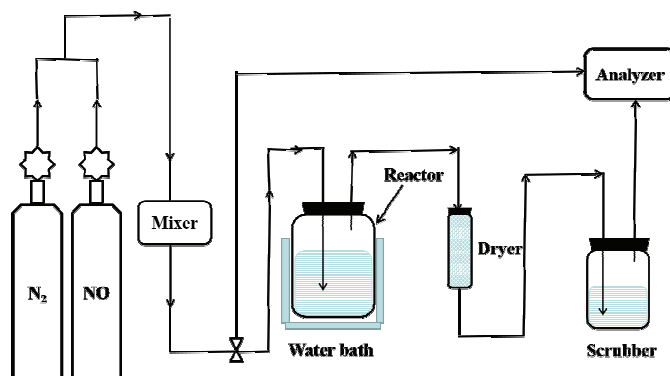 Analyzer
Reactor
Mixer
Dryer
N₂
NO
Water bath
Scrubber